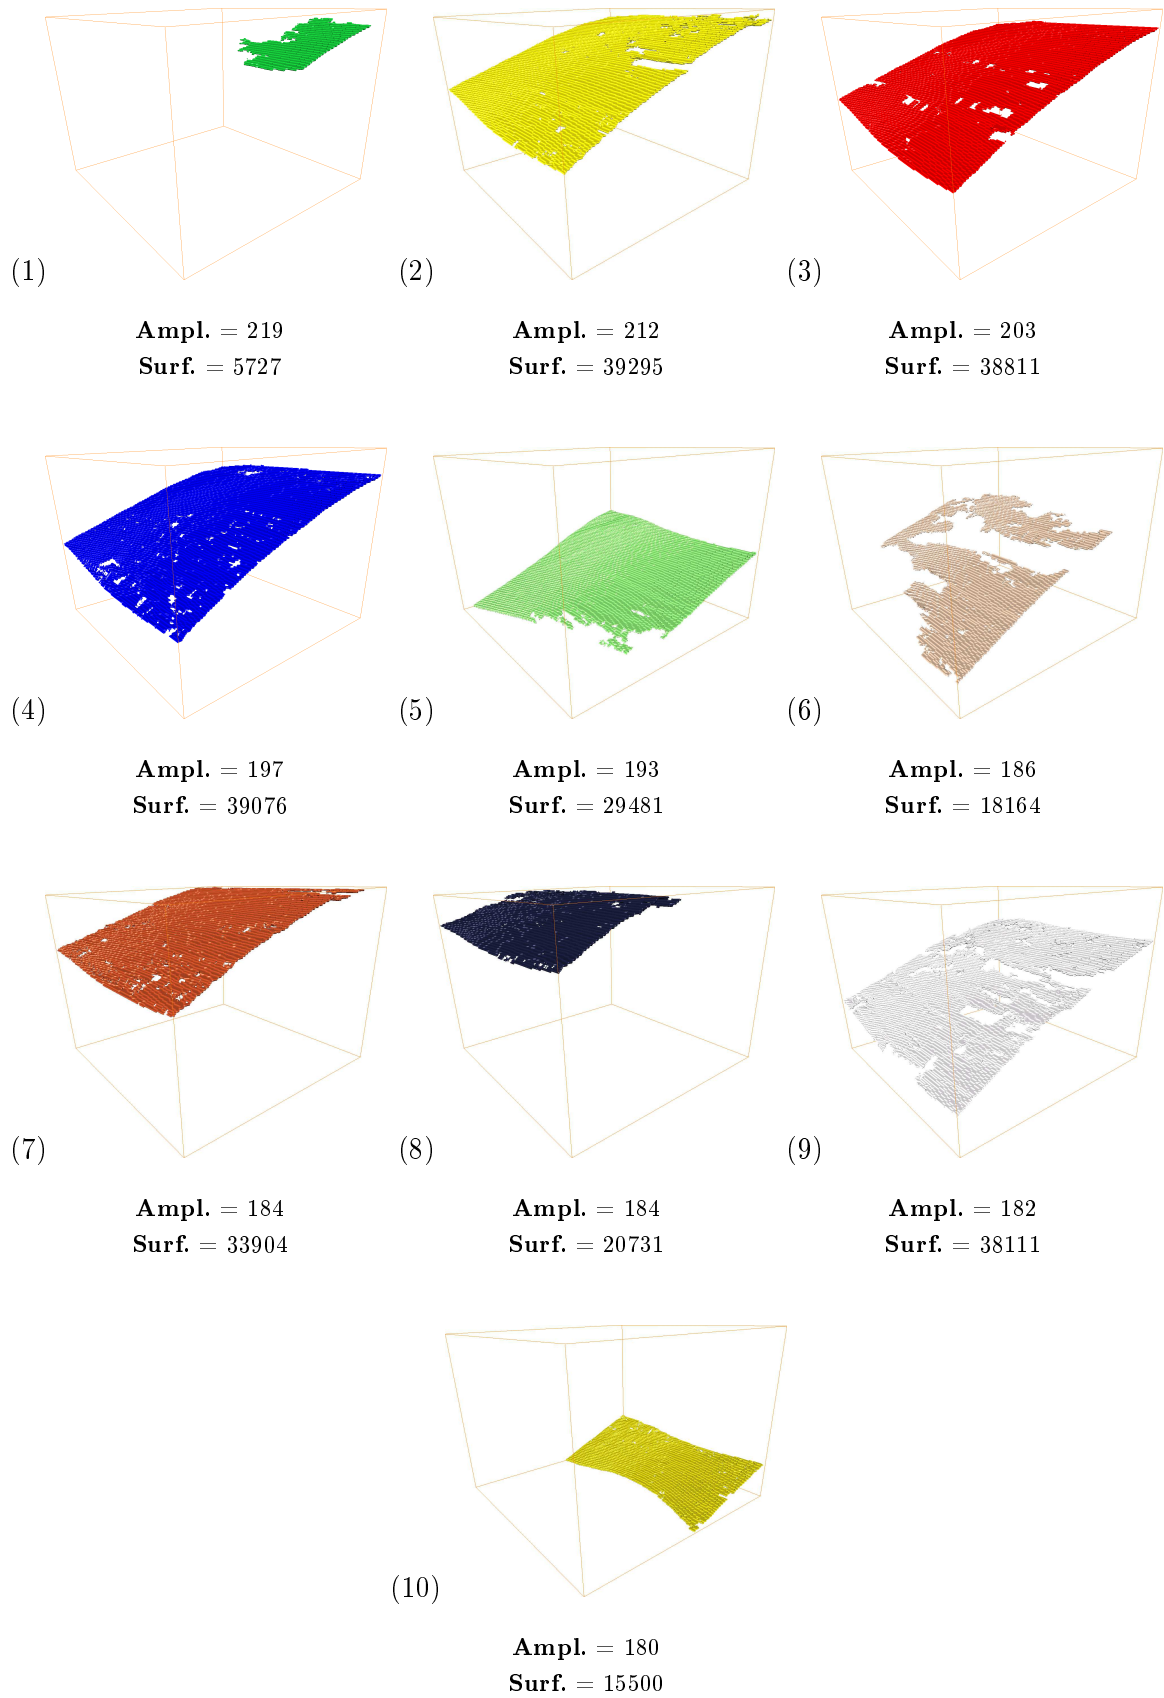 (1)
(2)
(3)
Ampl. = 219
Surf. = 5727
Ampl. = 212
Surf. = 39295
Ampl. = 203
Surf. = 38811
(4)
(5)
(6)
Ampl. = 197
Surf. = 39076
Ampl. = 193
Surf. = 29481
Ampl. = 186
Surf. = 18164
(7)
(8)
(9)
Ampl. = 184
Surf. = 33904
Ampl. = 184
Surf. = 20731
Ampl. = 182
Surf. = 38111
(10)
Ampl. = 180
Surf. = 15500